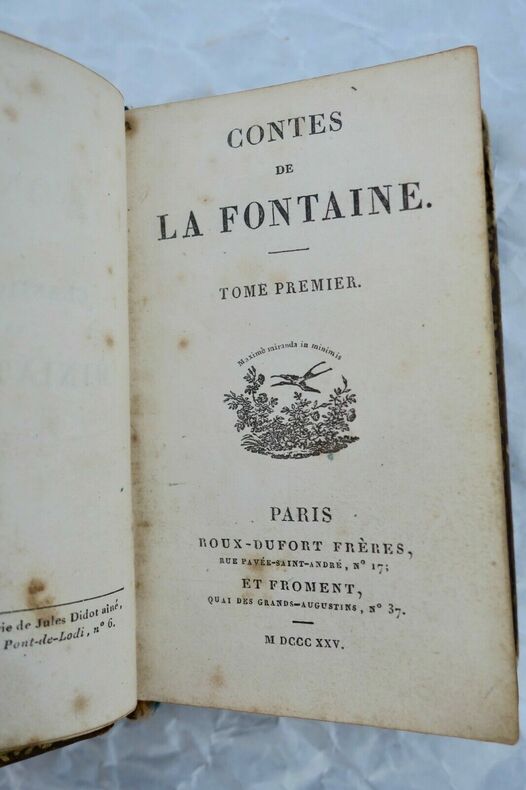 ie de Jules Didot ainé,
Pont-de-Lodi, nº 6.
CONTES
DE
LA FONTAINE.
TOME PREMIER.
Maximè miranda in minimis
PARIS
ROUX-DUFORT FRÈRES,
RUE PAVÉE-SAINT-ANDRÉ, Nº 17;
ET FROMENT,
QUAI DES GRANDS-AUGUSTINS, Nº 37.
M DCCC XXV.